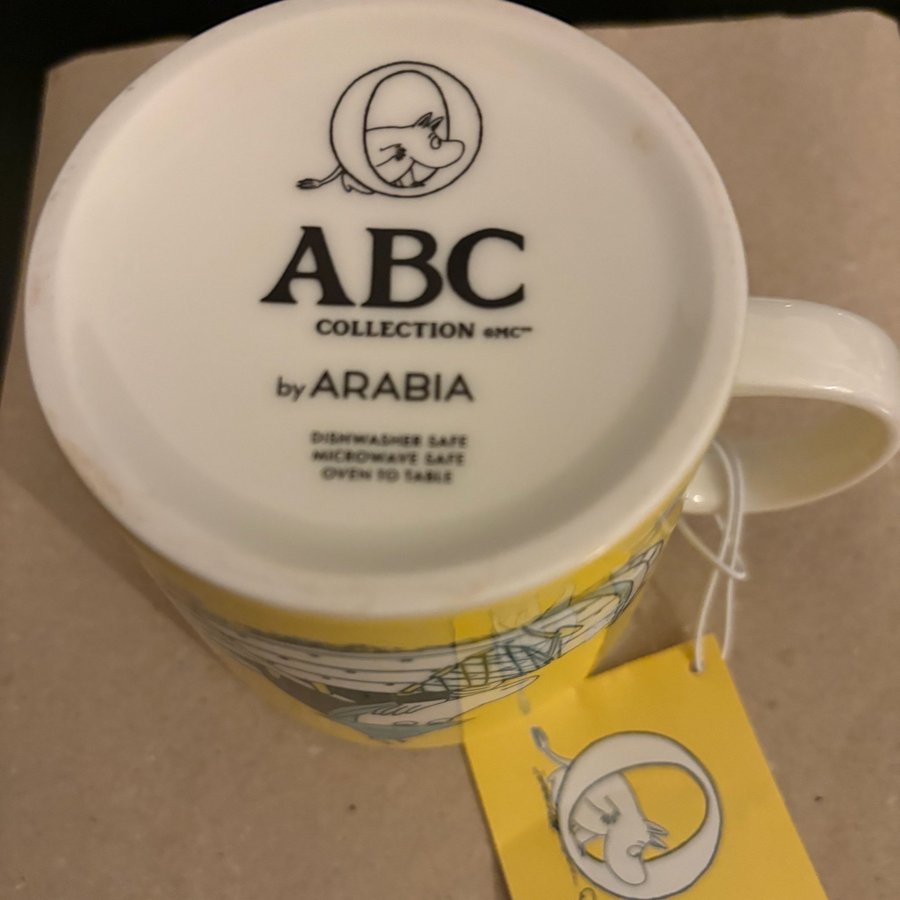 ABC
COLLECTION ©MC™
by ARABIA
DISHWASHER SAFE
MICROWAVE SAFE
OVEN TO TABLE